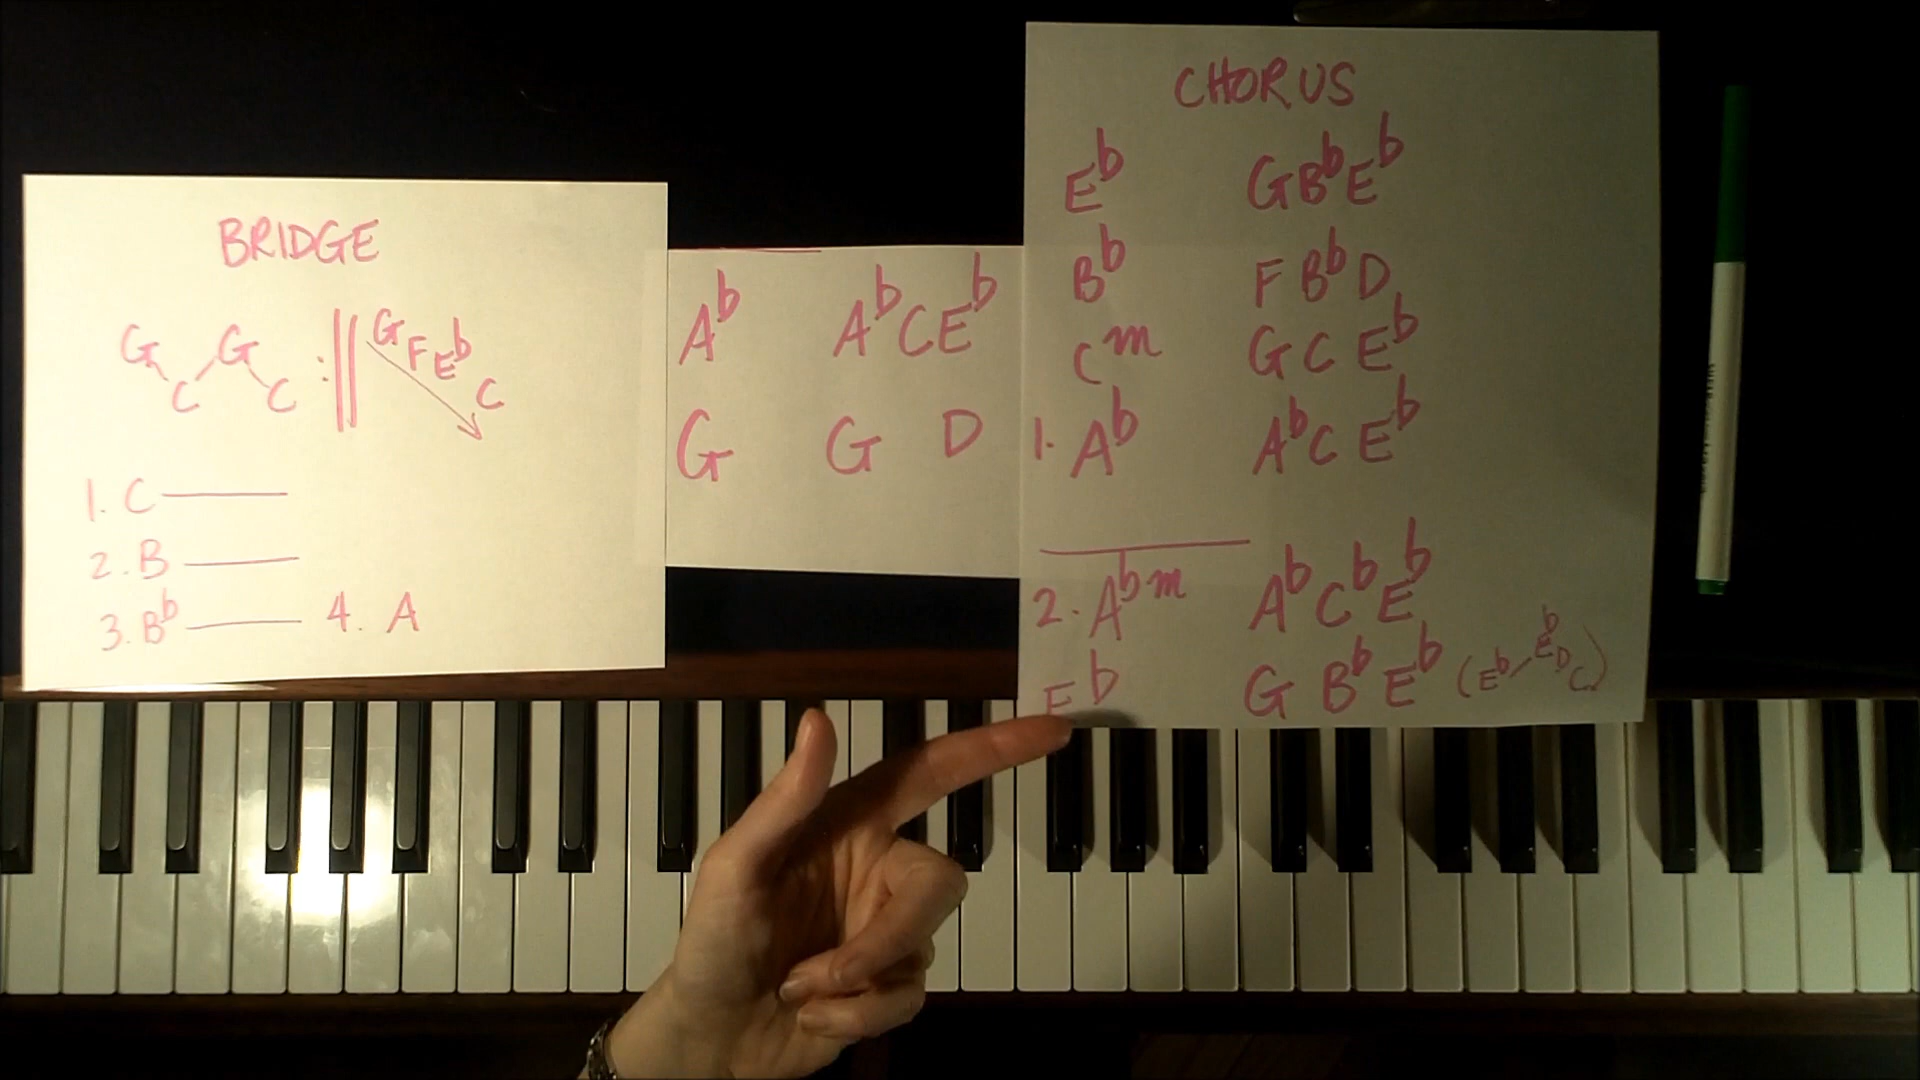 BRIDGE
G C G C :|| G F E♭ C
1. C
2. B
3. B♭ 4. A
A♭ A♭ C E♭
G G D
CHORUS
E♭ G B♭ E♭
B♭ F B♭ D
Cm G C E♭
1. A♭ A♭ C E♭
2. A♭m A♭ C♭ E♭
E♭ G B♭ E♭ (E♭ E♭ D C)